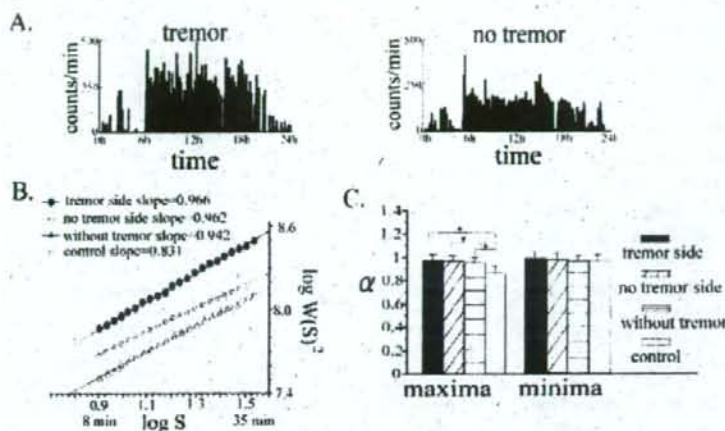 A.
tremor
no tremor
counts/min
counts/min
500
0h 6h 12h 18h 24h
0h 6h 12h 18h 24h
time
time
B.
tremor side slope=0.966
no tremor side slope=0.962
without tremor slope=0.942
control slope=0.831
8.6
8.0
7.4
log W(S)²
0.9 1.1 1.3 1.5
8 min log S 35 min
C.
1.4
1.2
1
0.8
0.6
0.4
0.2
0
α
maxima minima
tremor side
no tremor side
without tremor
control